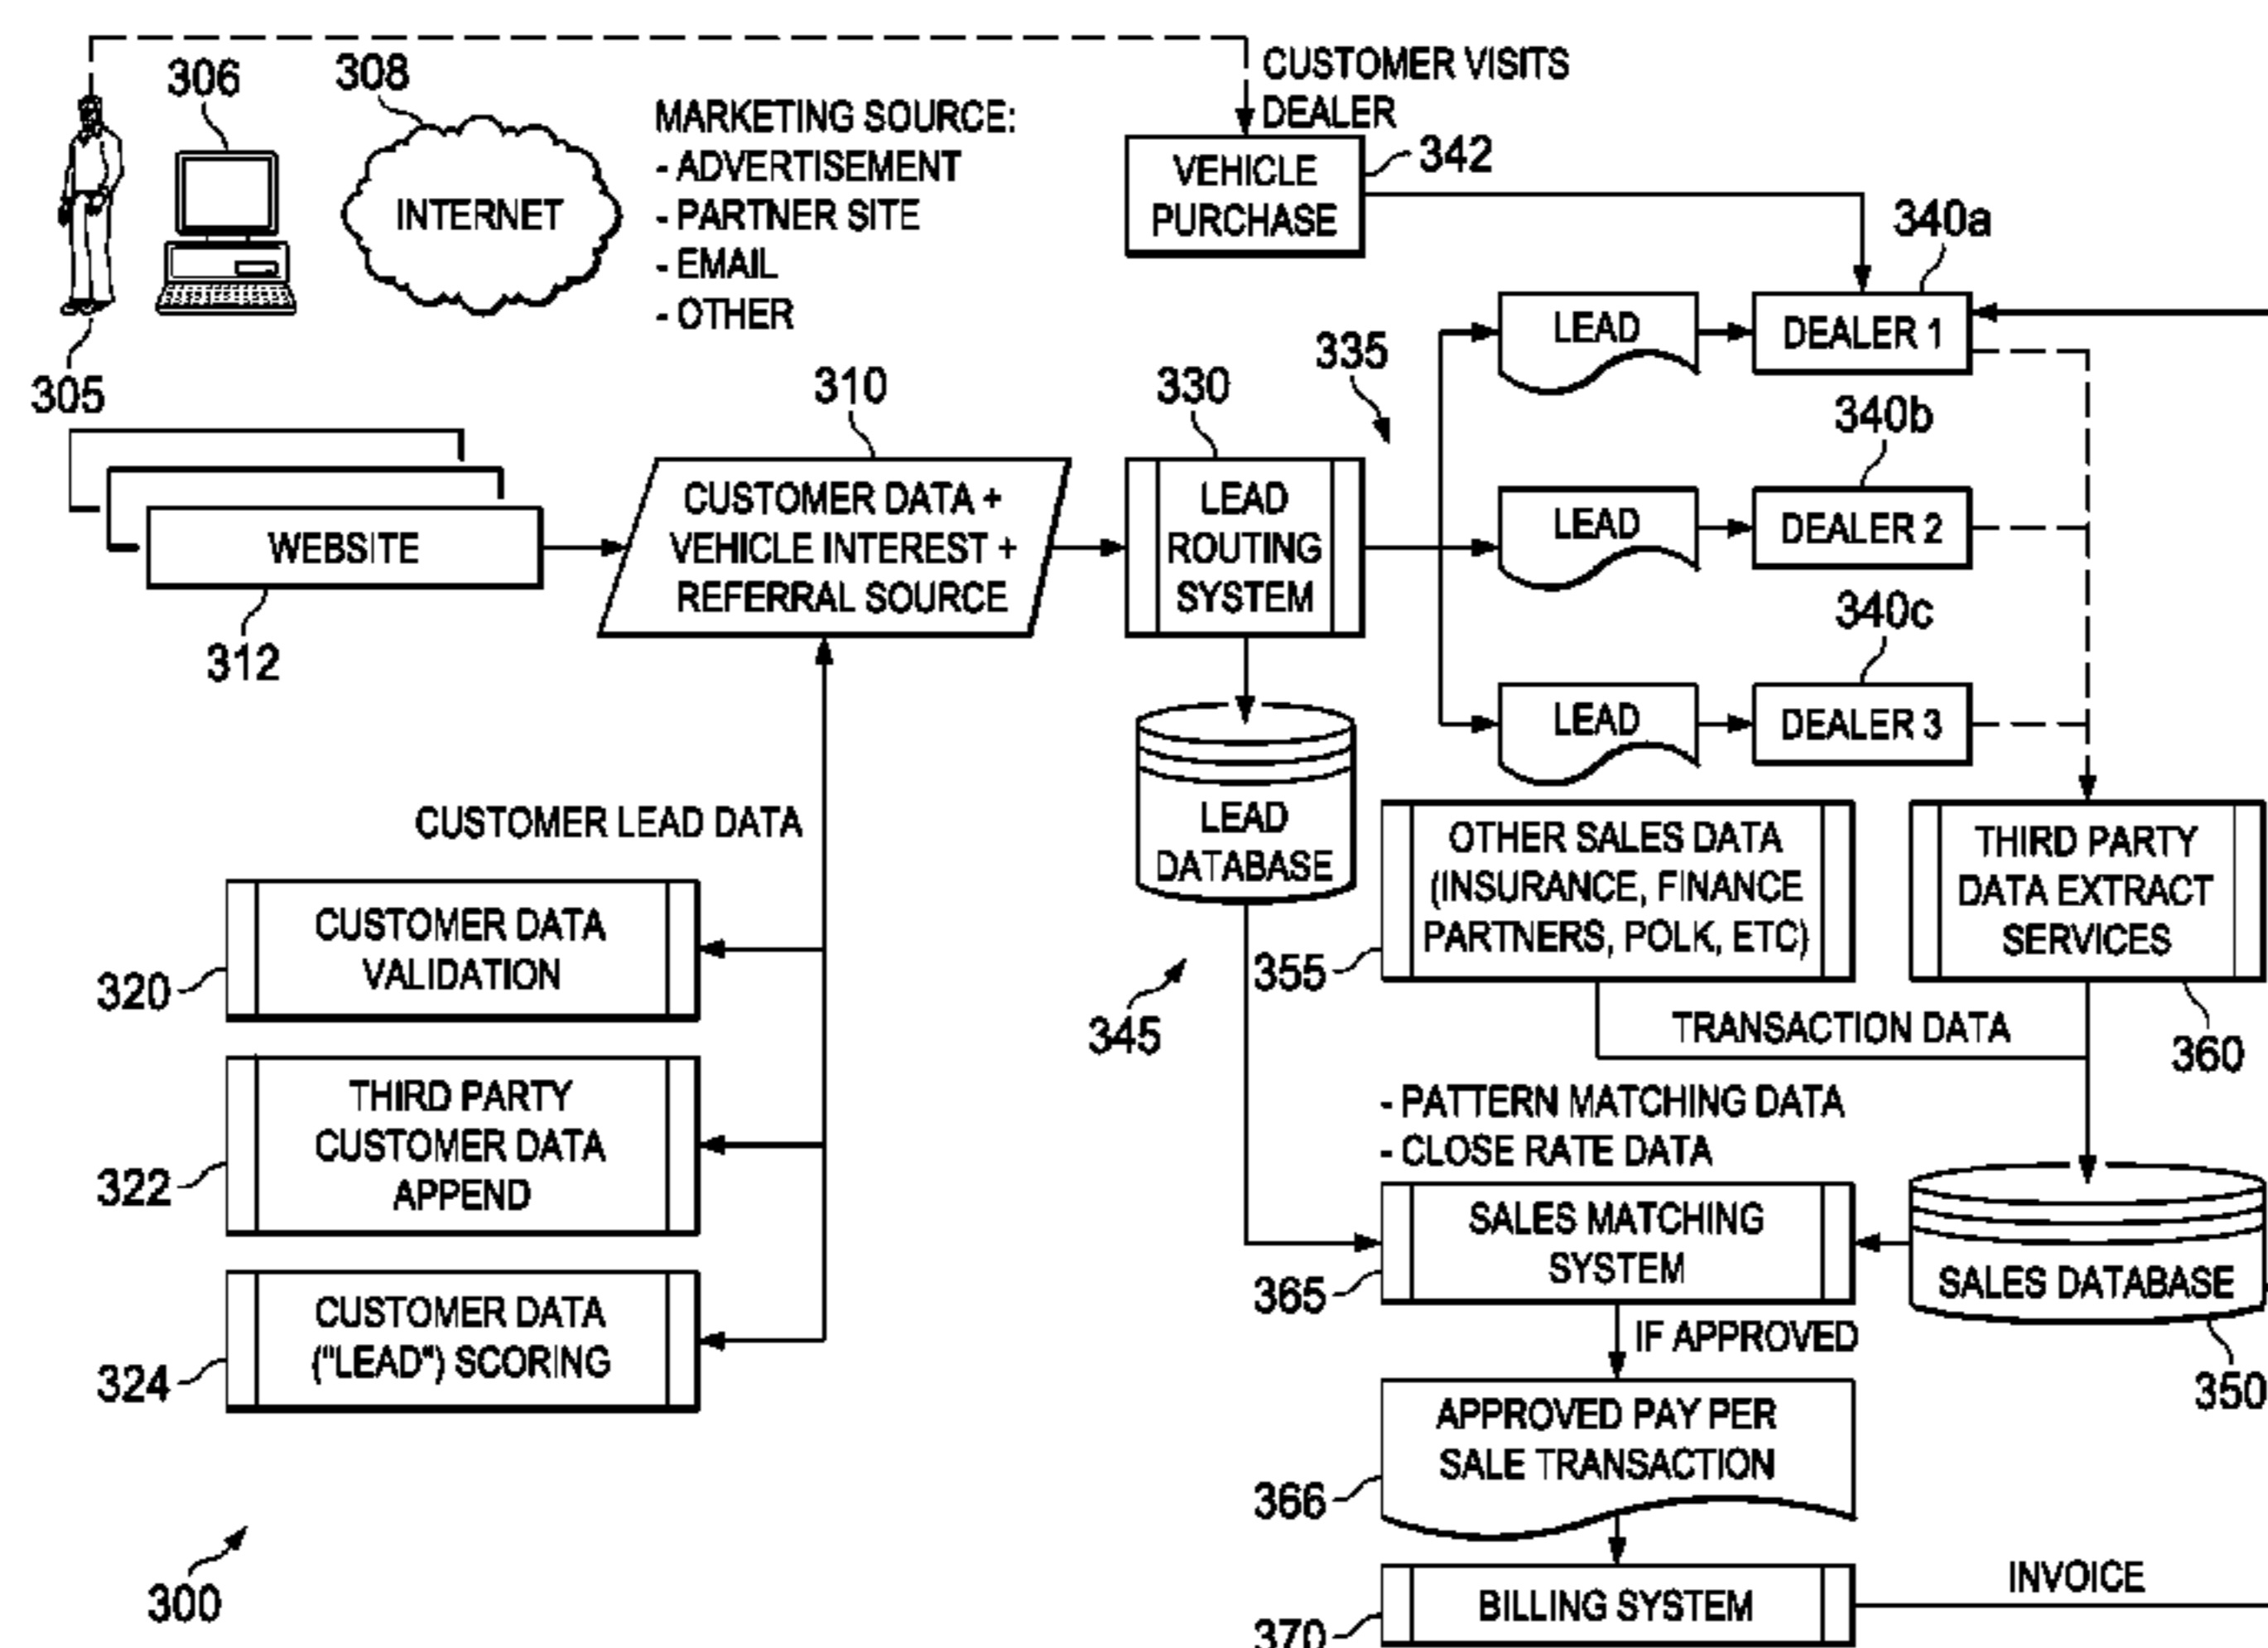 306
308
INTERNET
305
MARKETING SOURCE:
- ADVERTISEMENT
- PARTNER SITE
- EMAIL
- OTHER
CUSTOMER VISITS
DEALER
VEHICLE
PURCHASE
342
340a
LEAD
DEALER 1
335
340b
LEAD
DEALER 2
340c
LEAD
DEALER 3
WEBSITE
312
310
CUSTOMER DATA +
VEHICLE INTEREST +
REFERRAL SOURCE
330
LEAD
ROUTING
SYSTEM
CUSTOMER LEAD DATA
CUSTOMER DATA
VALIDATION
320
THIRD PARTY
CUSTOMER DATA
APPEND
322
CUSTOMER DATA
("LEAD") SCORING
324
300
LEAD
DATABASE
345
OTHER SALES DATA
(INSURANCE, FINANCE
PARTNERS, POLK, ETC)
355
THIRD PARTY
DATA EXTRACT
SERVICES
360
TRANSACTION DATA
- PATTERN MATCHING DATA
- CLOSE RATE DATA
SALES MATCHING
SYSTEM
365
SALES DATABASE
350
IF APPROVED
APPROVED PAY PER
SALE TRANSACTION
366
BILLING SYSTEM
370
INVOICE